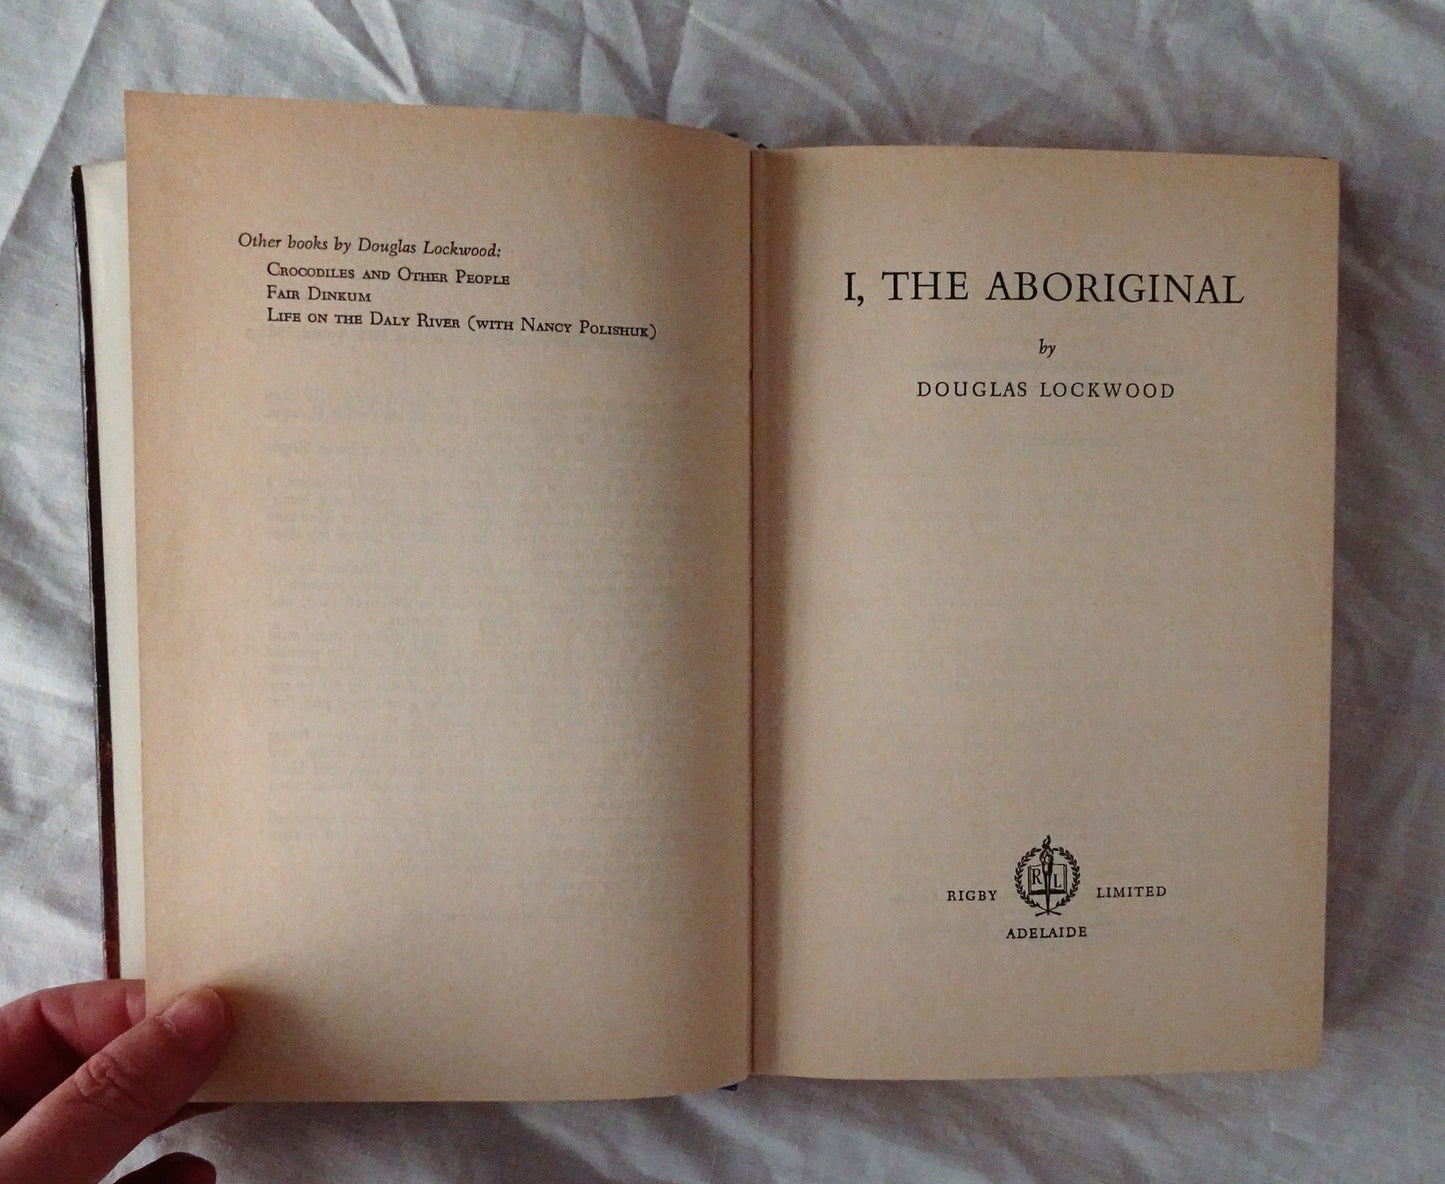 Other books by Douglas Lockwood:
Crocodiles and Other People
Fair Dinkum
Life on the Daly River (with Nancy Polishuk)
I, THE ABORIGINAL
by
DOUGLAS LOCKWOOD
RIGBY R L LIMITED
ADELAIDE